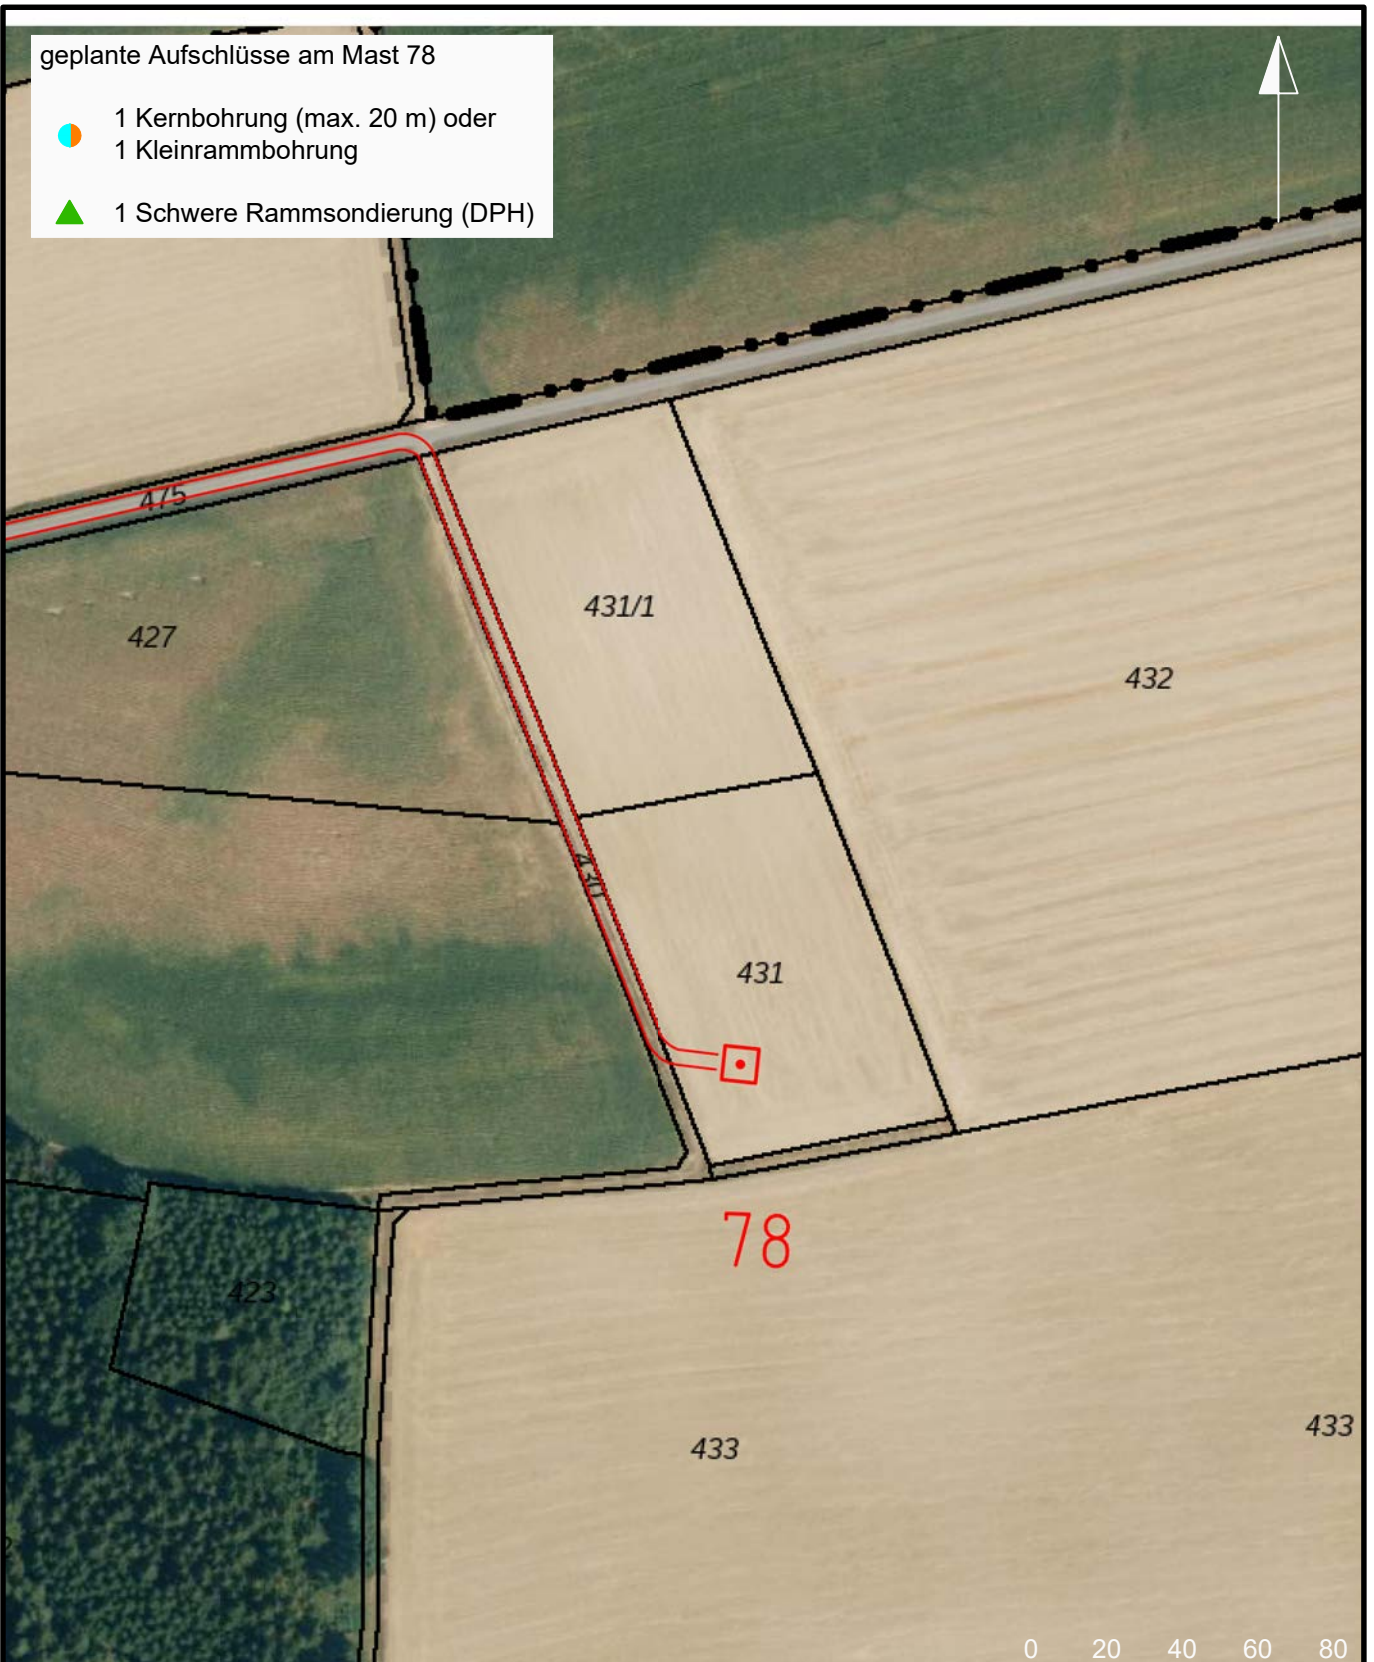 geplante Aufschlüsse am Mast 78
1 Kernbohrung (max. 20 m) oder
1 Kleinrammbohrung
1 Schwere Rammsondierung (DPH)
475
431/1
427
432
430
431
78
423
433
433
0 20 40 60 80